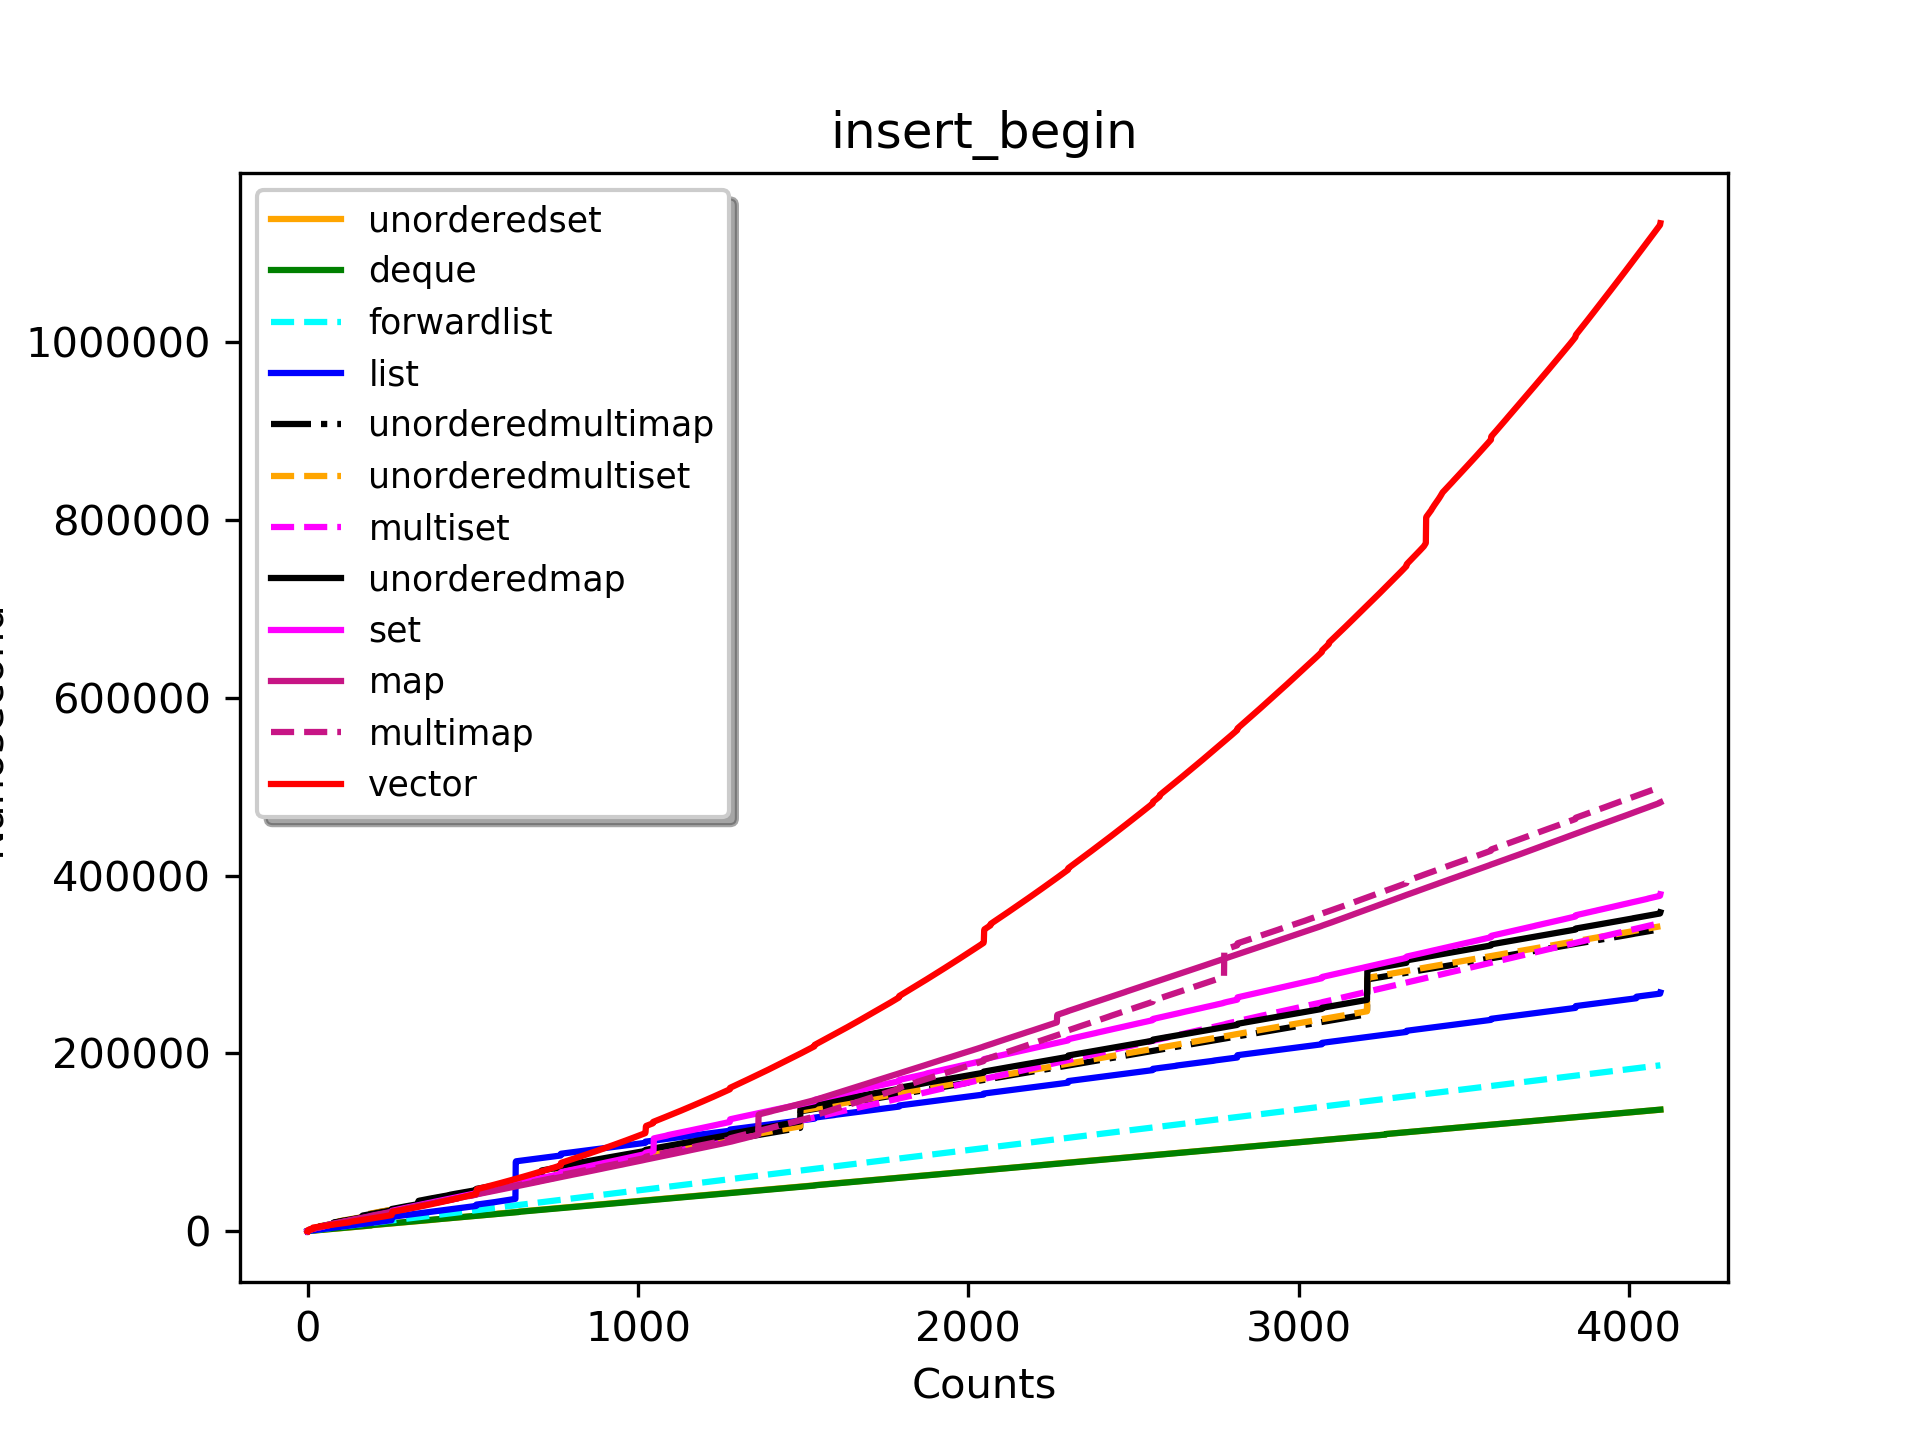 insert_begin
unorderedset
deque
forwardlist
list
unorderedmultimap
unorderedmultiset
multiset
unorderedmap
set
map
multimap
vector
1000000
800000
600000
400000
200000
0
0 1000 2000 3000 4000
Counts